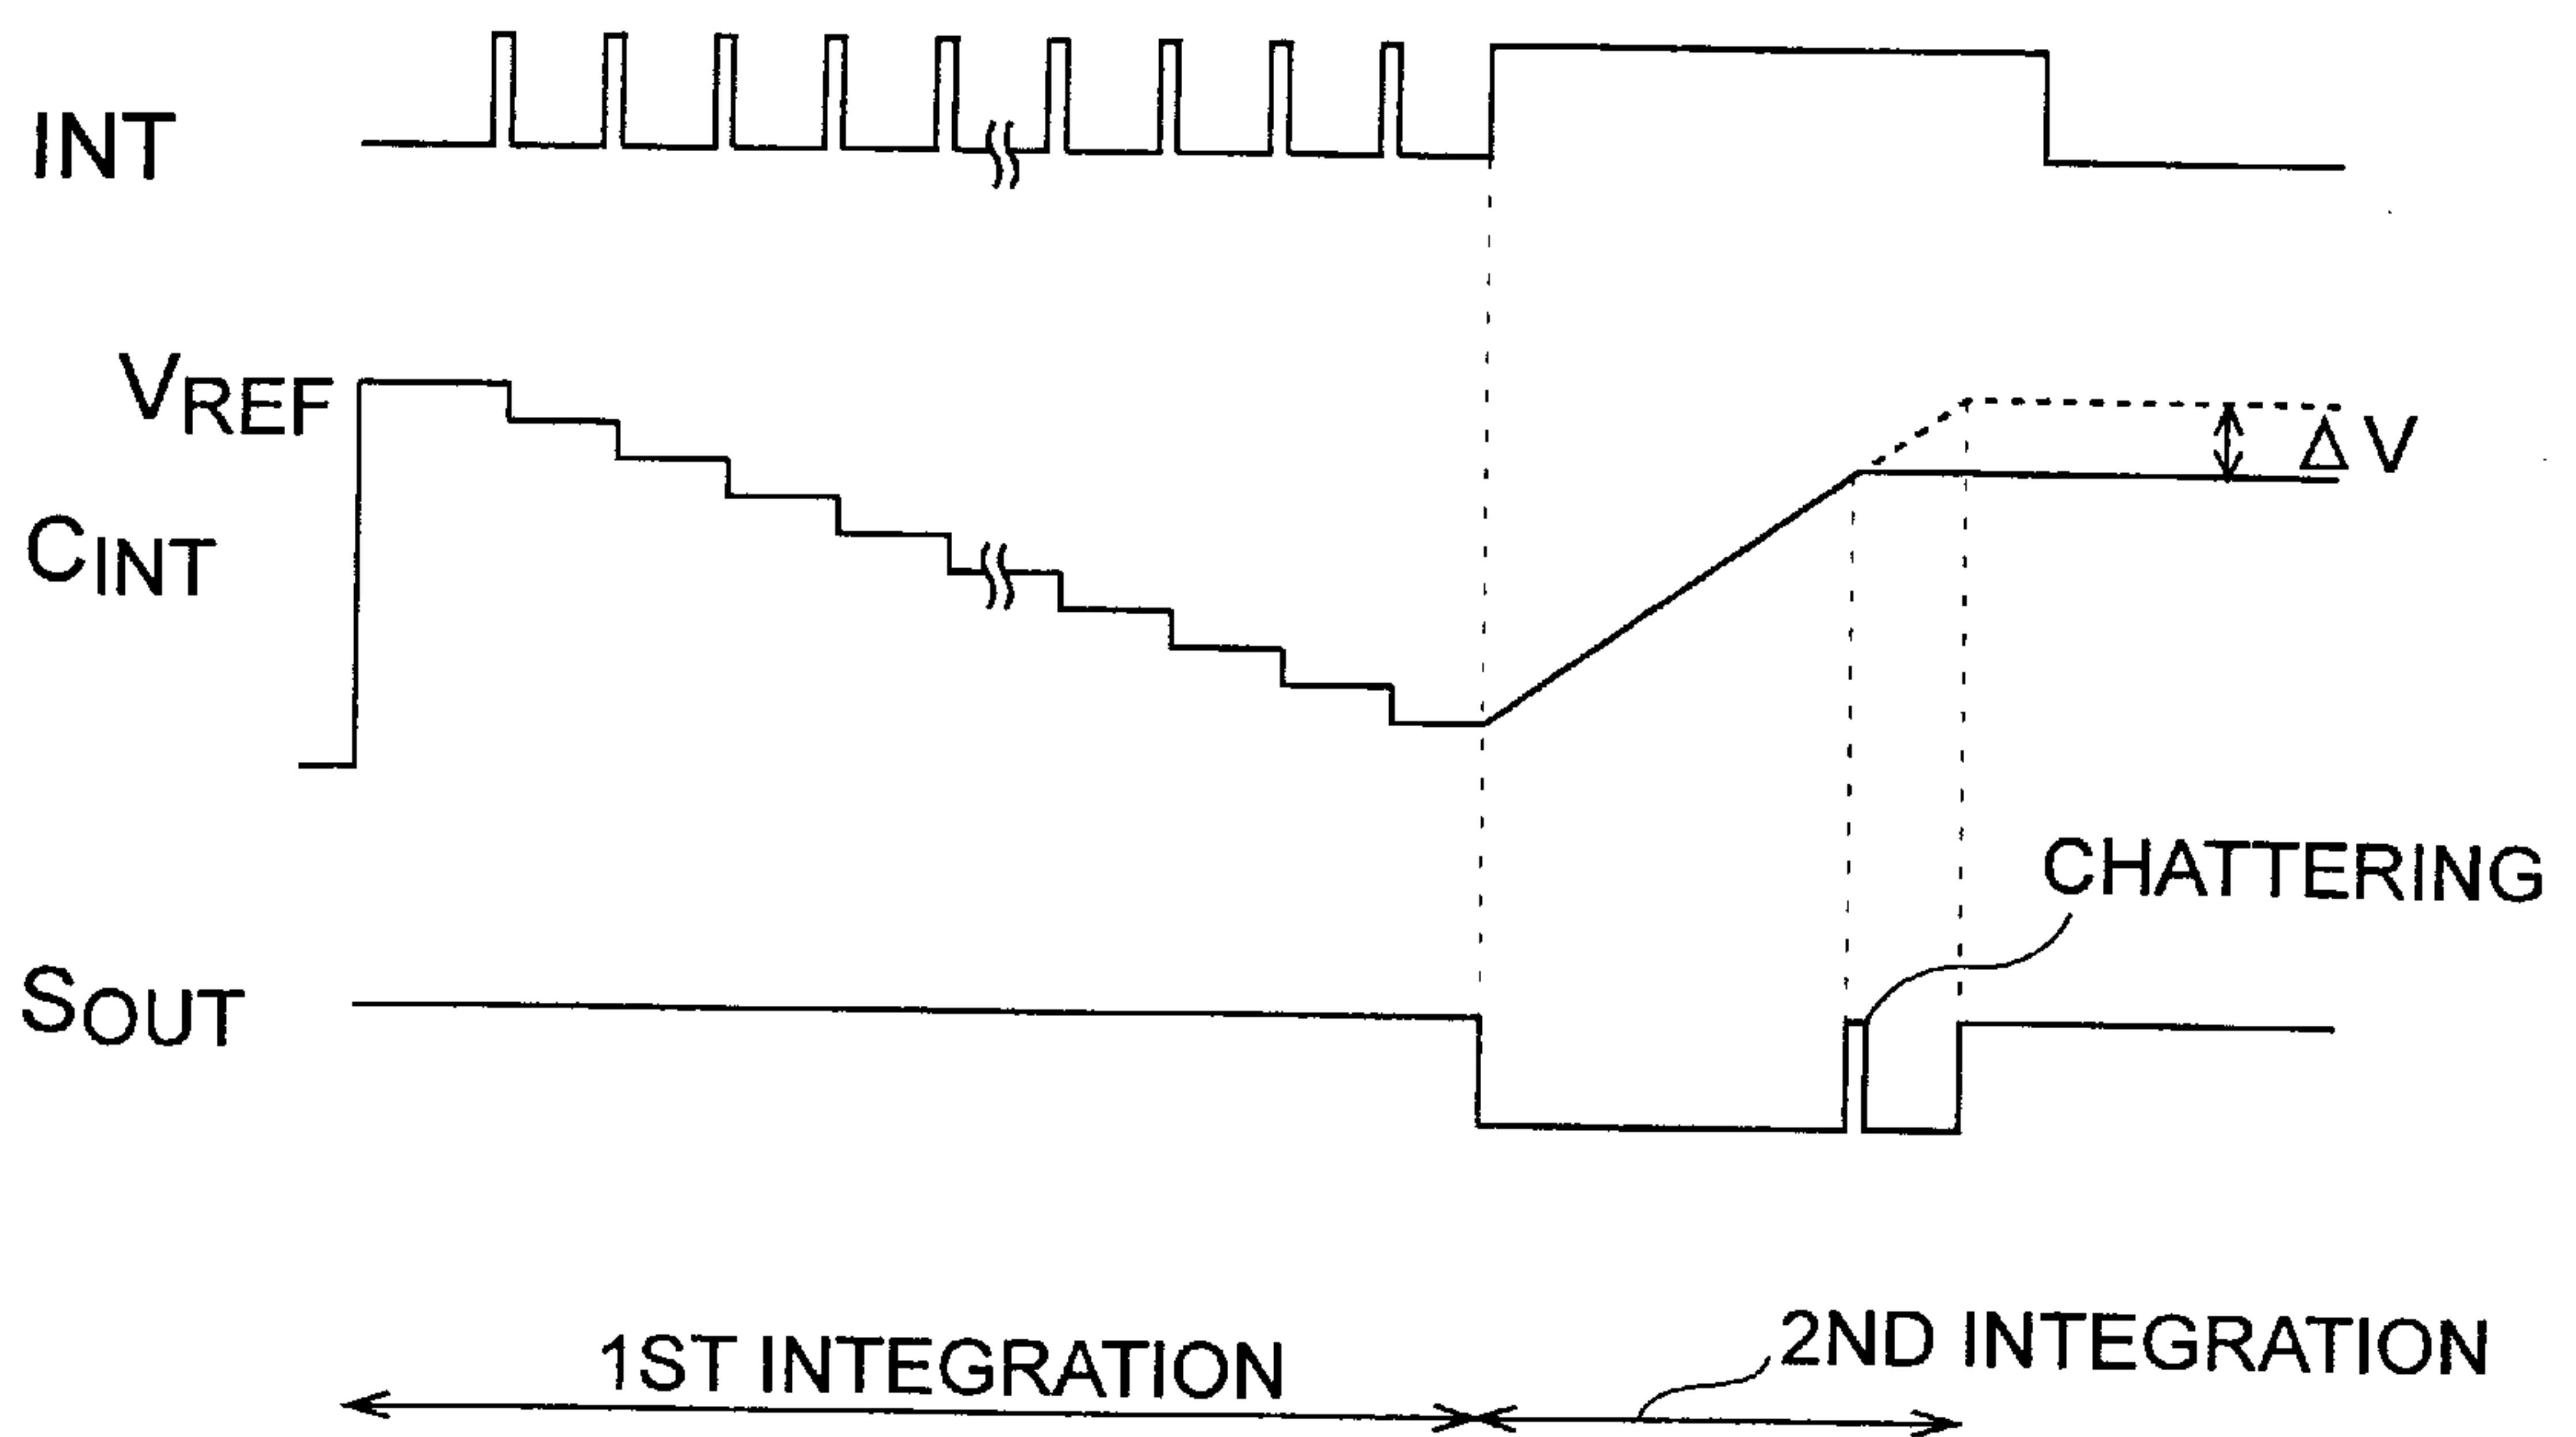 INT
VREF
CINT
ΔV
CHATTERING
SOUT
1ST INTEGRATION
2ND INTEGRATION